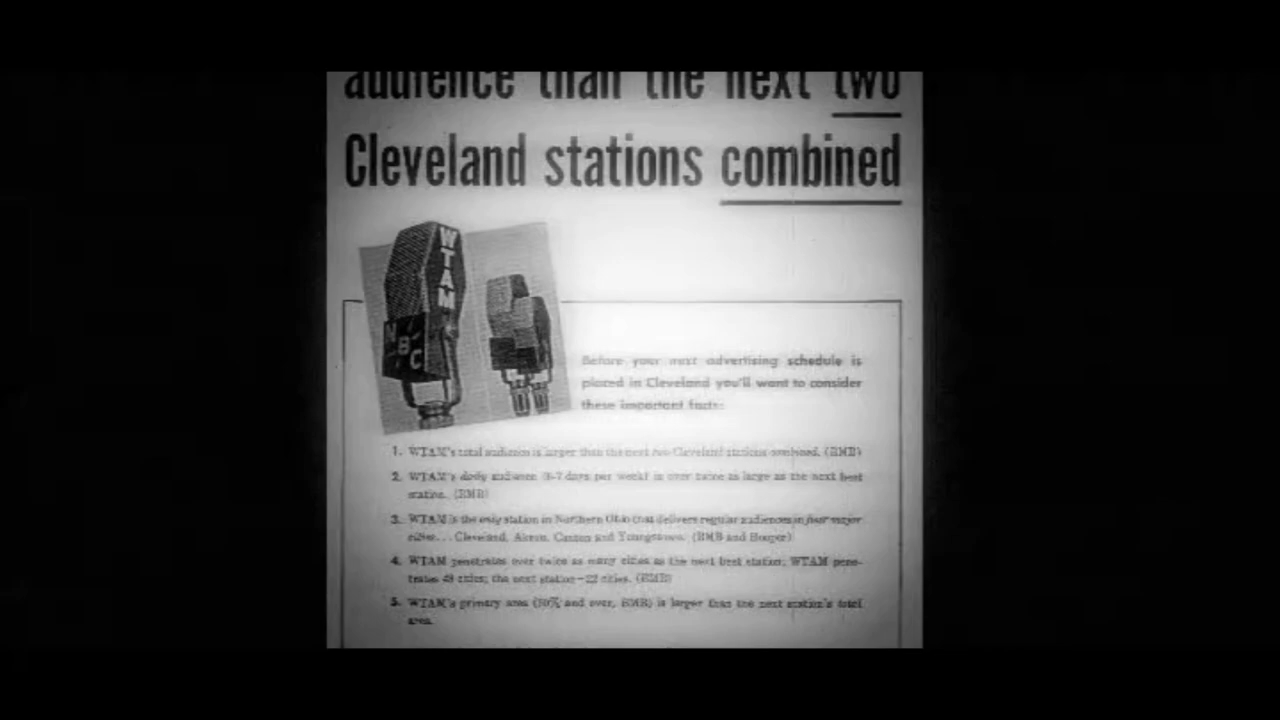 audience than the next two
Cleveland stations combined
WTAM
NBC
Before your next advertising schedule is
placed in Cleveland you'll want to consider
these important facts:
1. WTAM's total audience is larger than the next two Cleveland stations combined. (BMB)
2. WTAM's daily audience (6-7 days per week) is over twice as large as the next best
station. (BMB)
3. WTAM is the only station in Northern Ohio that delivers regular audiences in four major
cities... Cleveland, Akron, Canton and Youngstown. (BMB and Hooper)
4. WTAM penetrates over twice as many cities as the next best station; WTAM pene-
trates 48 cities; the next station—22 cities. (BMB)
5. WTAM's primary area (50% and over, BMB) is larger than the next station's total
area.